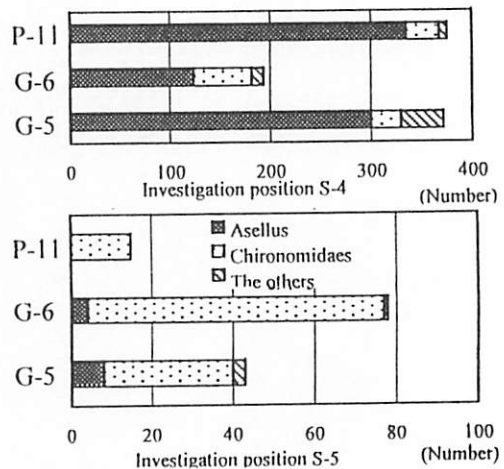 P-11
G-6
G-5
0 100 200 300 400
Investigation position S-4 (Number)
Asellus
Chironomidaes
The others
P-11
G-6
G-5
0 20 40 60 80 100
Investigation position S-5 (Number)